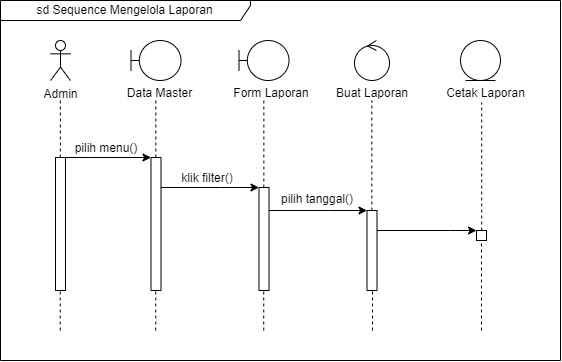 sd Sequence Mengelola Laporan
Admin
Data Master
Form Laporan
Buat Laporan
Cetak Laporan
pilih menu()
klik filter()
pilih tanggal()